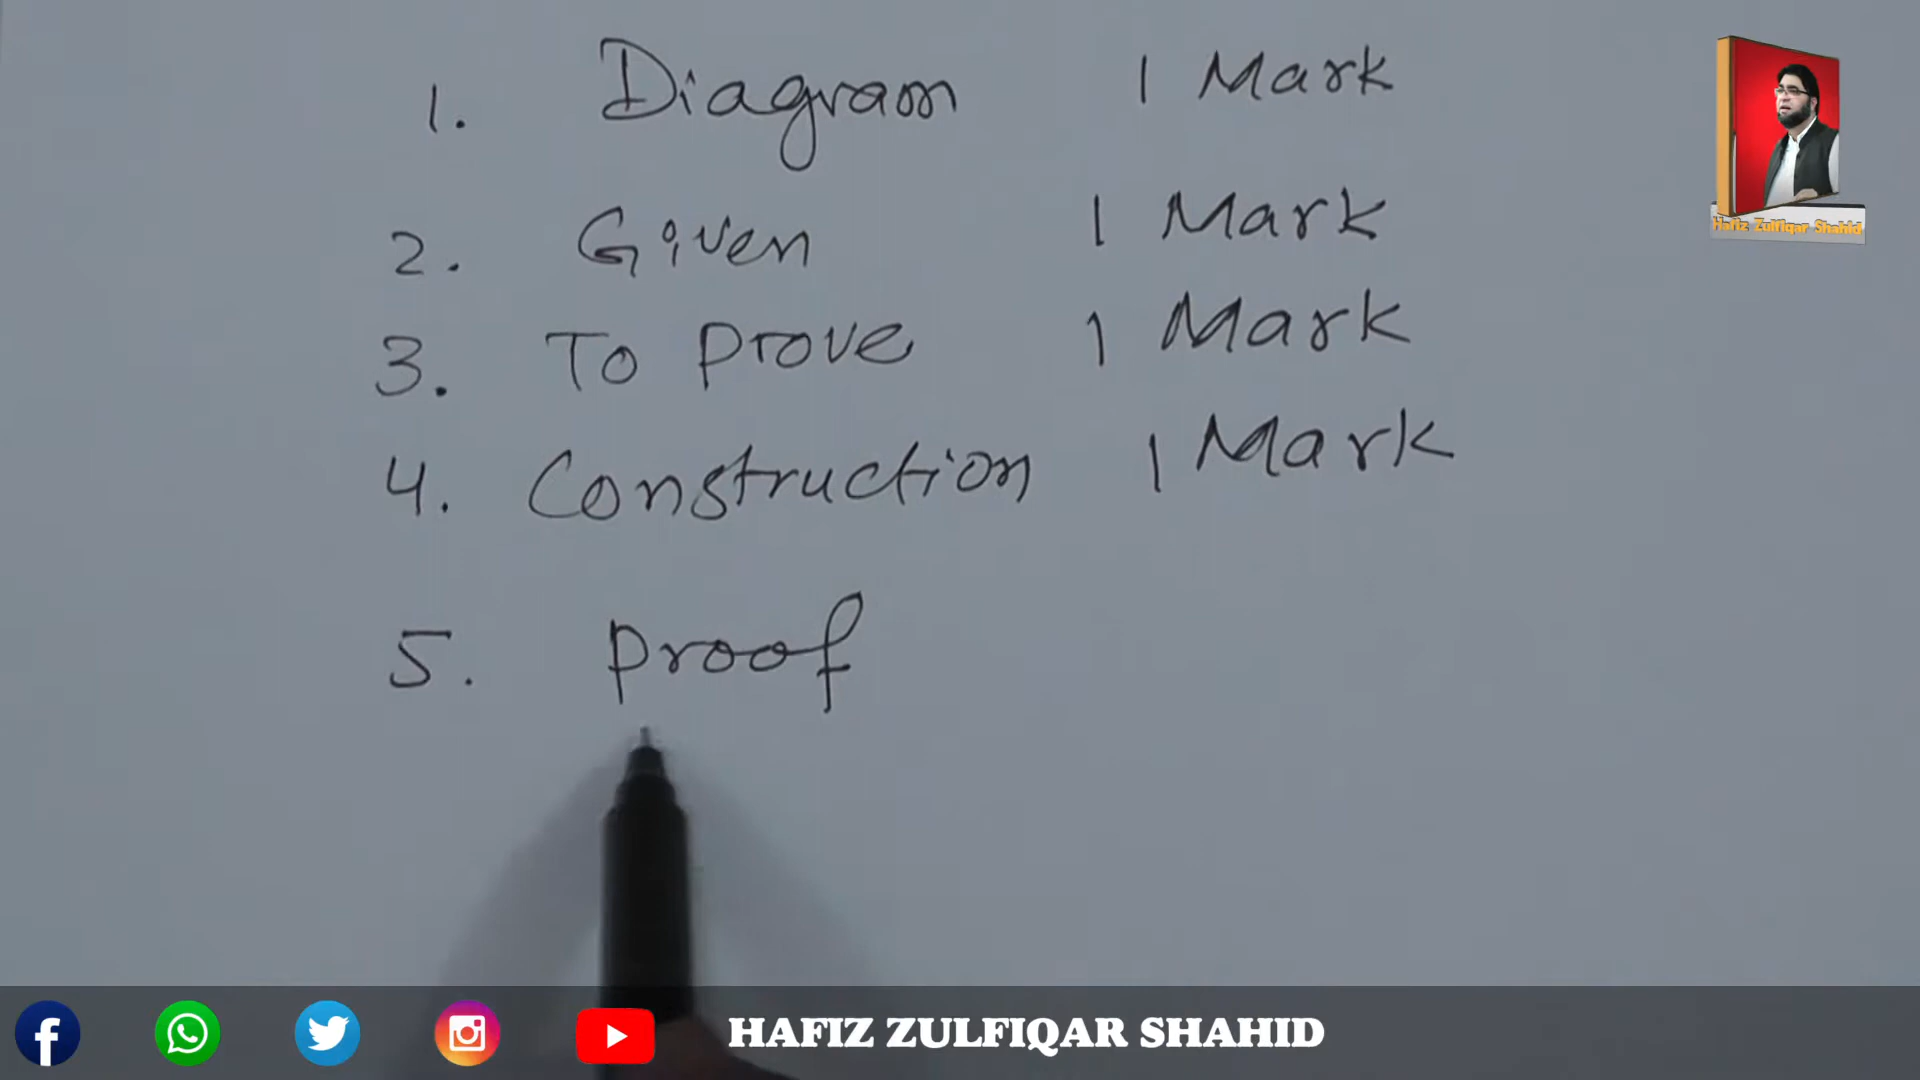 1. Diagram 1 Mark
2. Given 1 Mark
3. To Prove 1 Mark
4. Construction 1 Mark
5. Proof
Hafiz Zulfiqar Shahid
HAFIZ ZULFIQAR SHAHID